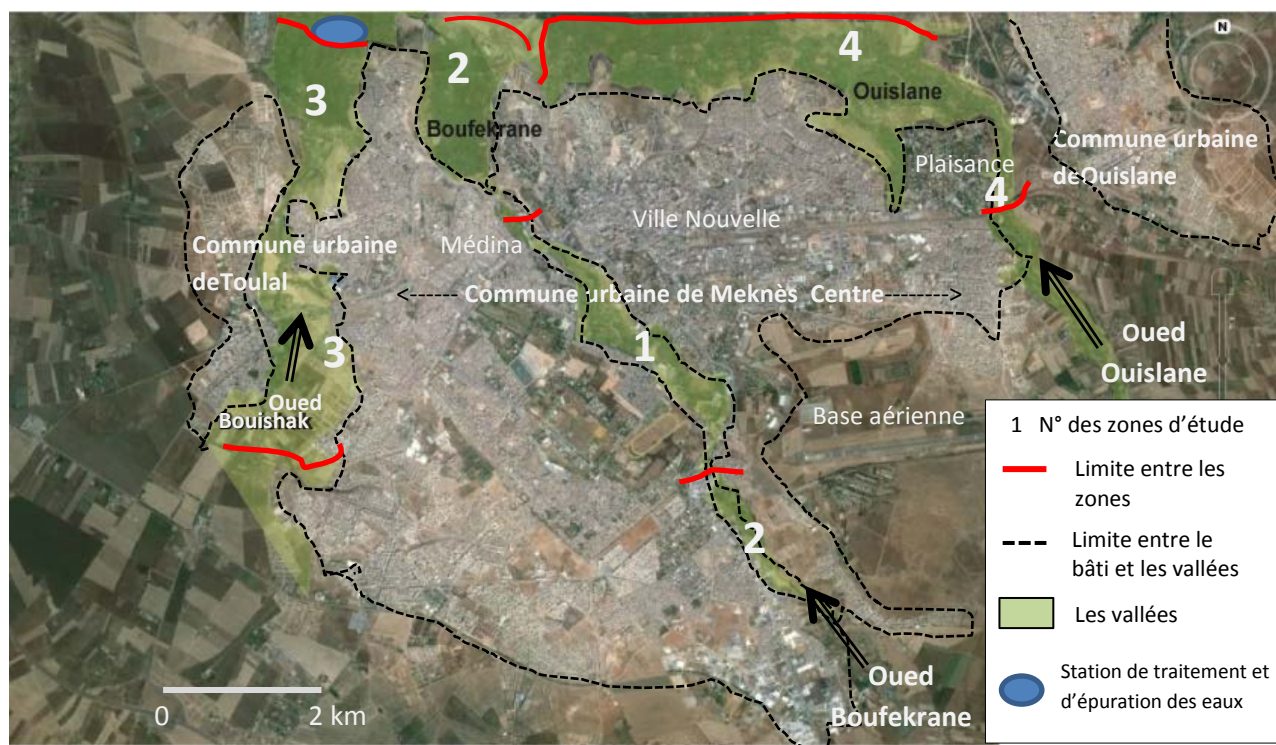 N
3
2
4
Boufekrane
Ouislane
Plaisance
4
Commune urbaine
deOuislane
Ville Nouvelle
Médina
Commune urbaine
deToulal
Commune urbaine de Meknès Centre
1
3
Oued
Bouishak
Oued
Ouislane
Base aérienne
2
Oued
Boufekrane
0 2 km
1 N° des zones d'étude
Limite entre les
zones
Limite entre le
bâti et les vallées
Les vallées
Station de traitement et
d'épuration des eaux